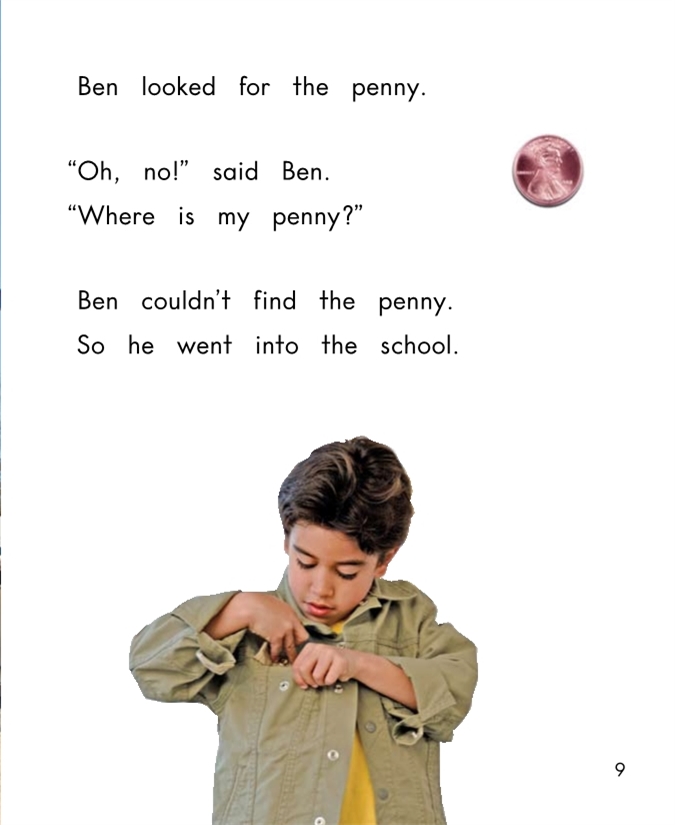 Ben looked for the penny.
“Oh, no!” said Ben.
“Where is my penny?”
Ben couldn’t find the penny.
So he went into the school.
9